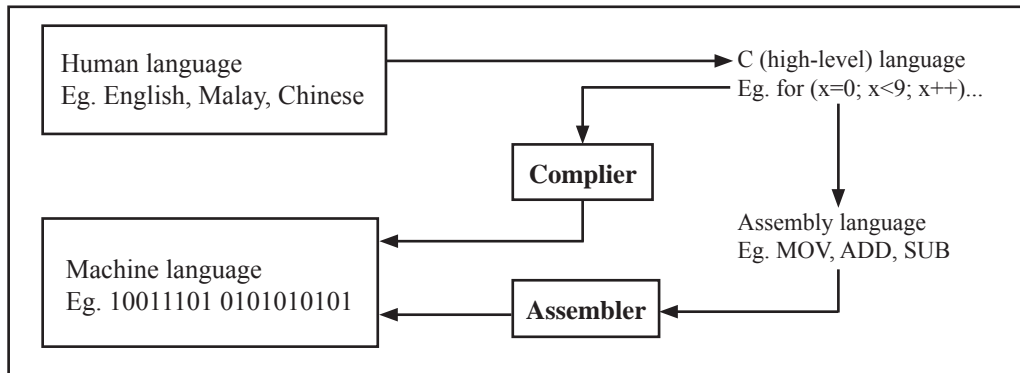 Human language
Eg. English, Malay, Chinese
C (high-level) language
Eg. for (x=0; x<9; x++)...
Complier
Assembly language
Eg. MOV, ADD, SUB
Machine language
Eg. 10011101 0101010101
Assembler